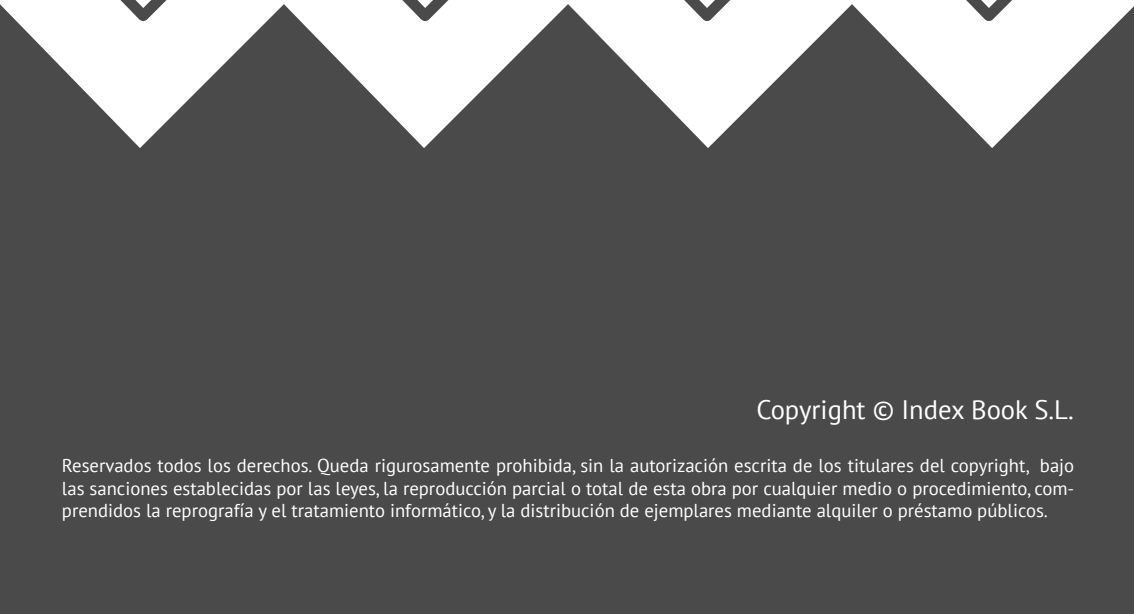 Copyright © Index Book S.L.
Reservados todos los derechos. Queda rigurosamente prohibida, sin la autorización escrita de los titulares del copyright, bajo
las sanciones establecidas por las leyes, la reproducción parcial o total de esta obra por cualquier medio o procedimiento, com-
prendidos la reprografía y el tratamiento informático, y la distribución de ejemplares mediante alquiler o préstamo públicos.